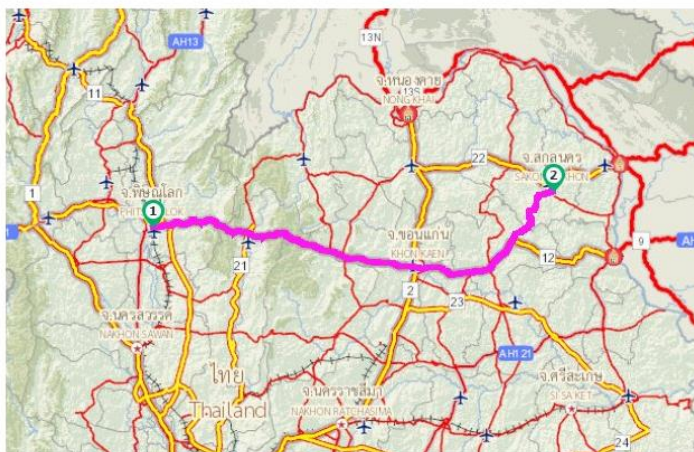 AH13
13N
จ.หนองคาย
13S
NONG KHAI
11
22
จ.สกลนคร
2
1
จ.พิษณุโลก
1
จ.ขอนแก่น
KHON KAEN
9
AH
12
21
2
23
จ.นครสวรรค์
NAKHON SAWAN
AH121
ไทย
Thailand
จ.นครราชสีมา
NAKHON RATCHASIMA
จ.ศรีสะเกษ
SI SA KET
24